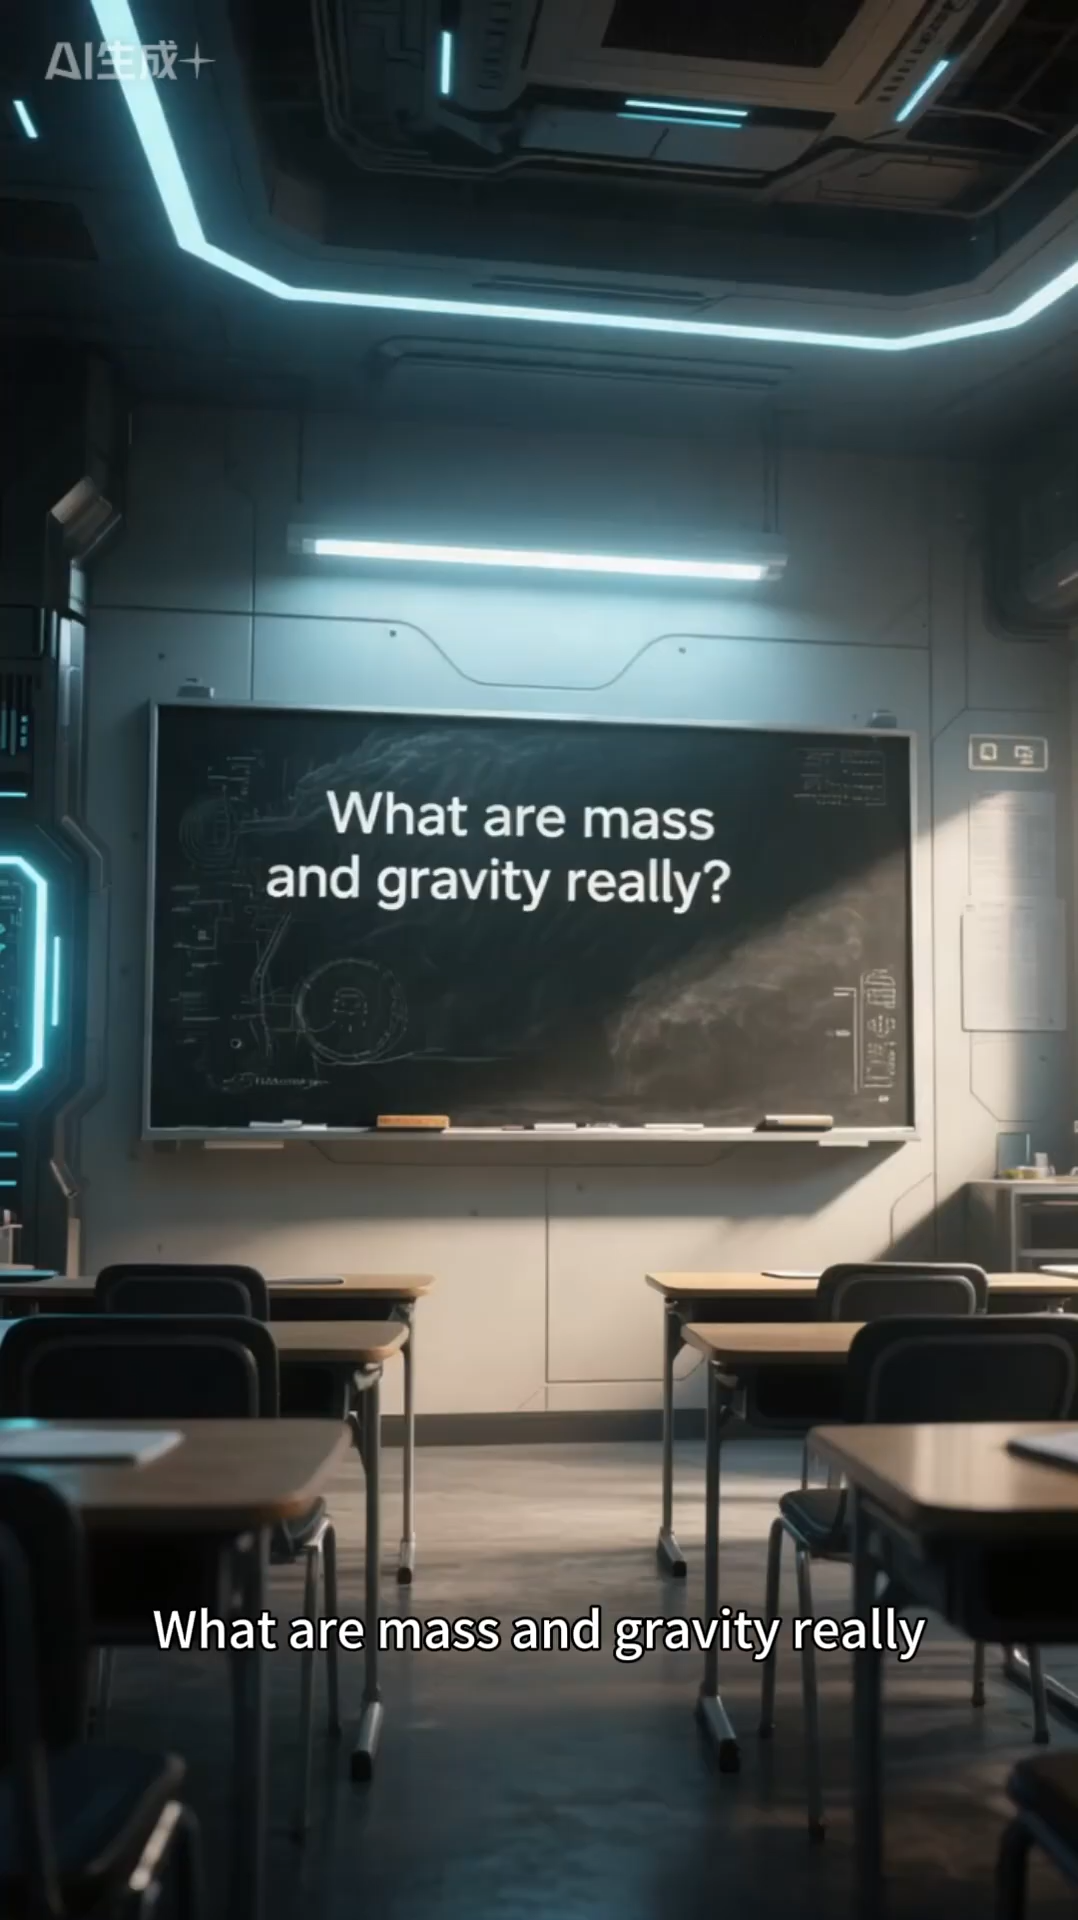 AI生成
What are mass
and gravity really?
What are mass and gravity really